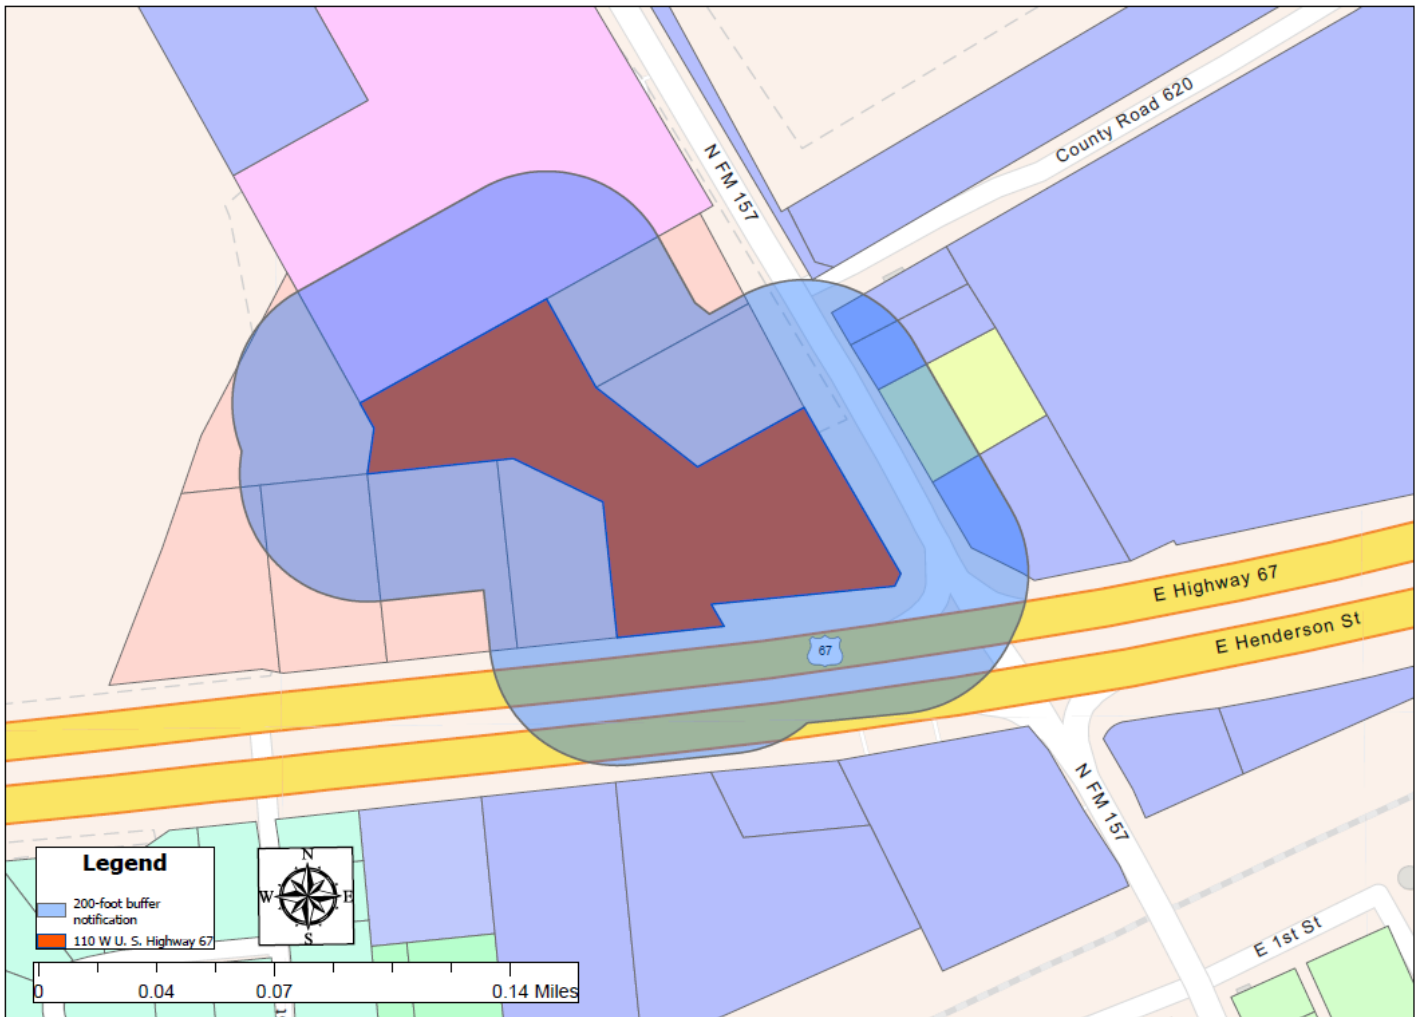 N FM 157
County Road 620
E Highway 67
E Henderson St
67
N FM 157
E 1st St
Legend
200-foot buffer
notification
110 W U. S. Highway 67
N
W E
S
0 0.04 0.07 0.14 Miles